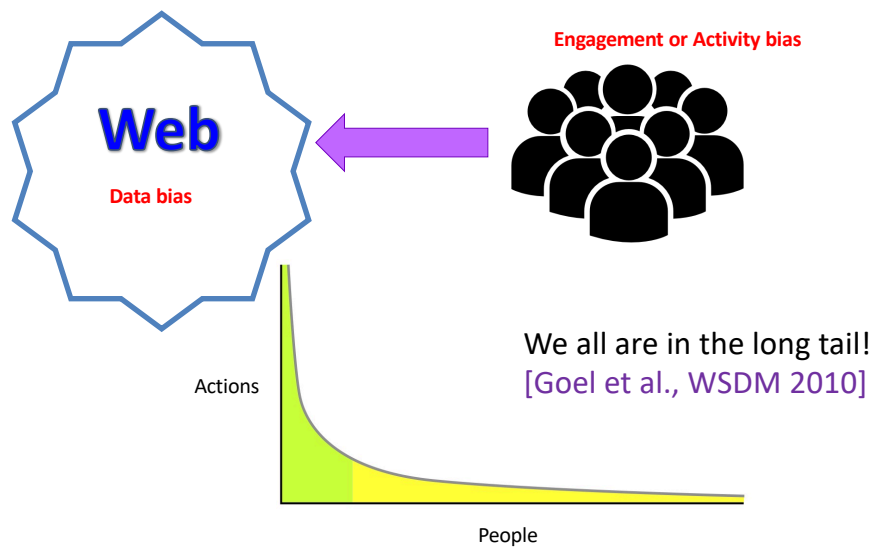 Engagement or Activity bias
Web
Data bias
We all are in the long tail!
[Goel et al., WSDM 2010]
Actions
People